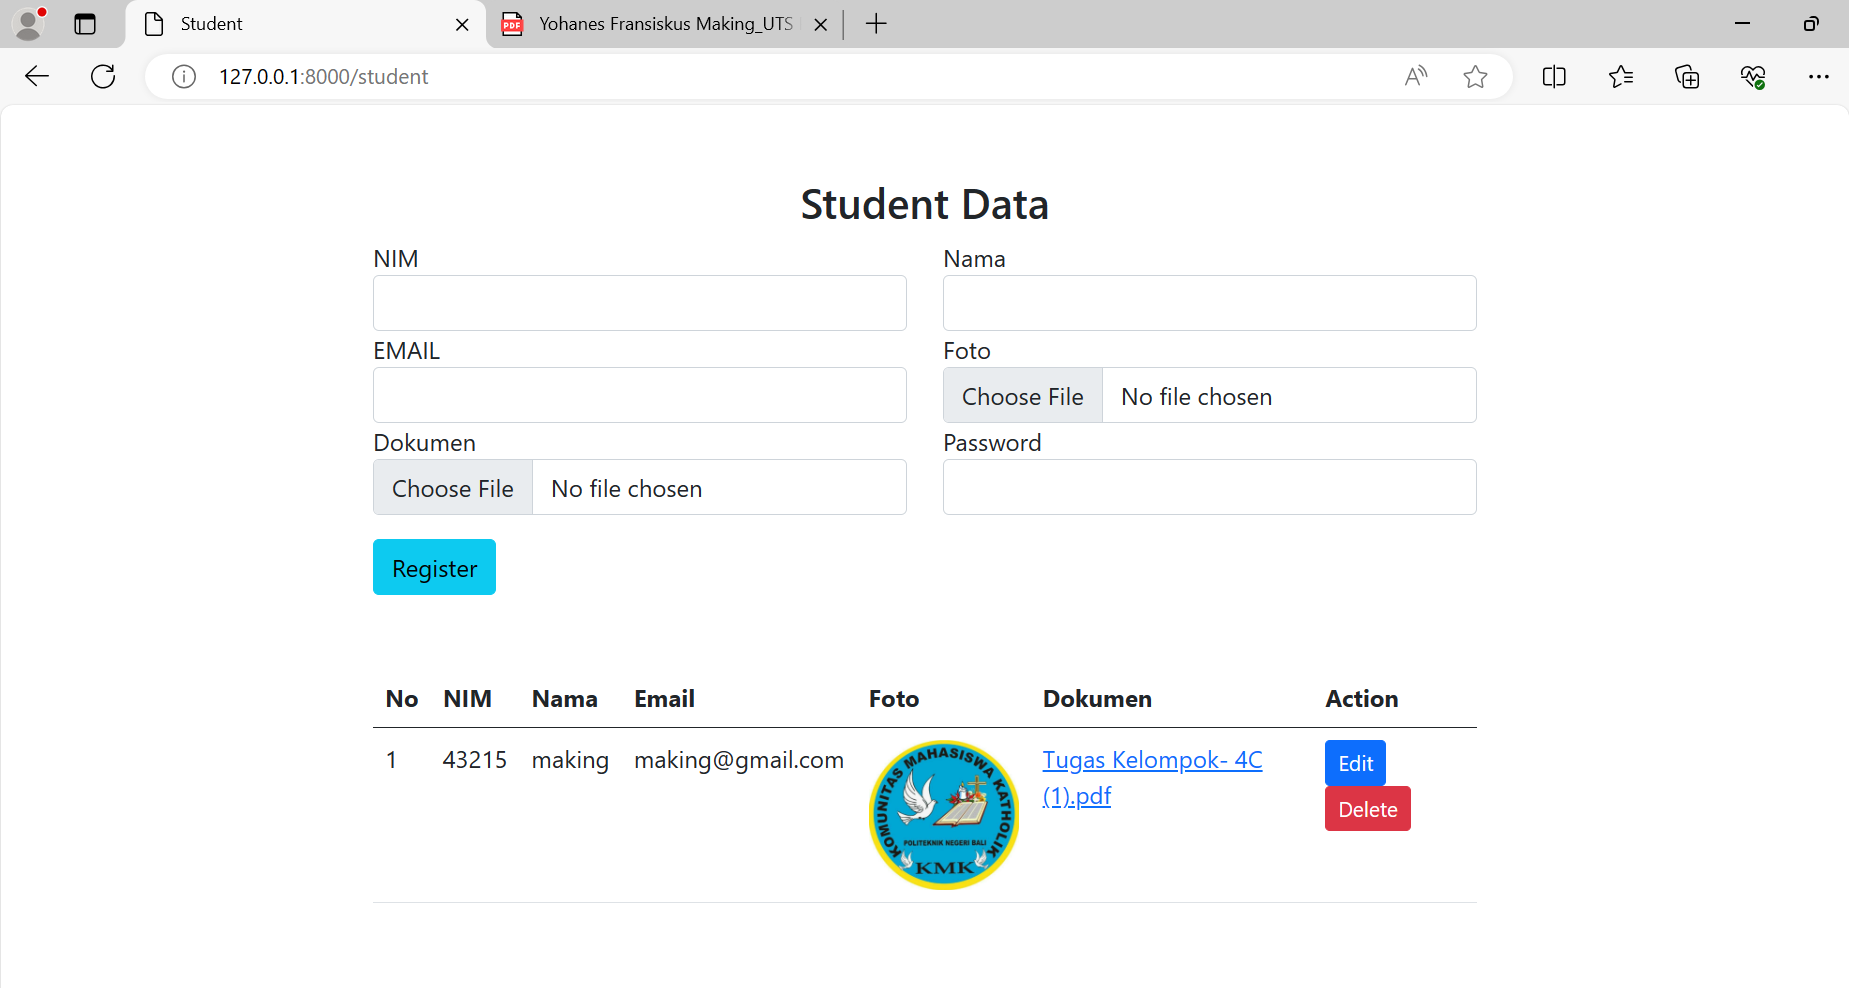 Student
Yohanes Fransiskus Making_UTS
127.0.0.1:8000/student
Student Data
NIM
Nama
EMAIL
Foto
Choose File No file chosen
Dokumen
Password
Choose File No file chosen
Register
No NIM Nama Email Foto Dokumen Action
1 43215 making making@gmail.com Tugas Kelompok- 4C Edit
(1).pdf Delete
KOMUNITAS MAHASISWA KATHOLIK
POLITEKNIK NEGERI BALI
KMK